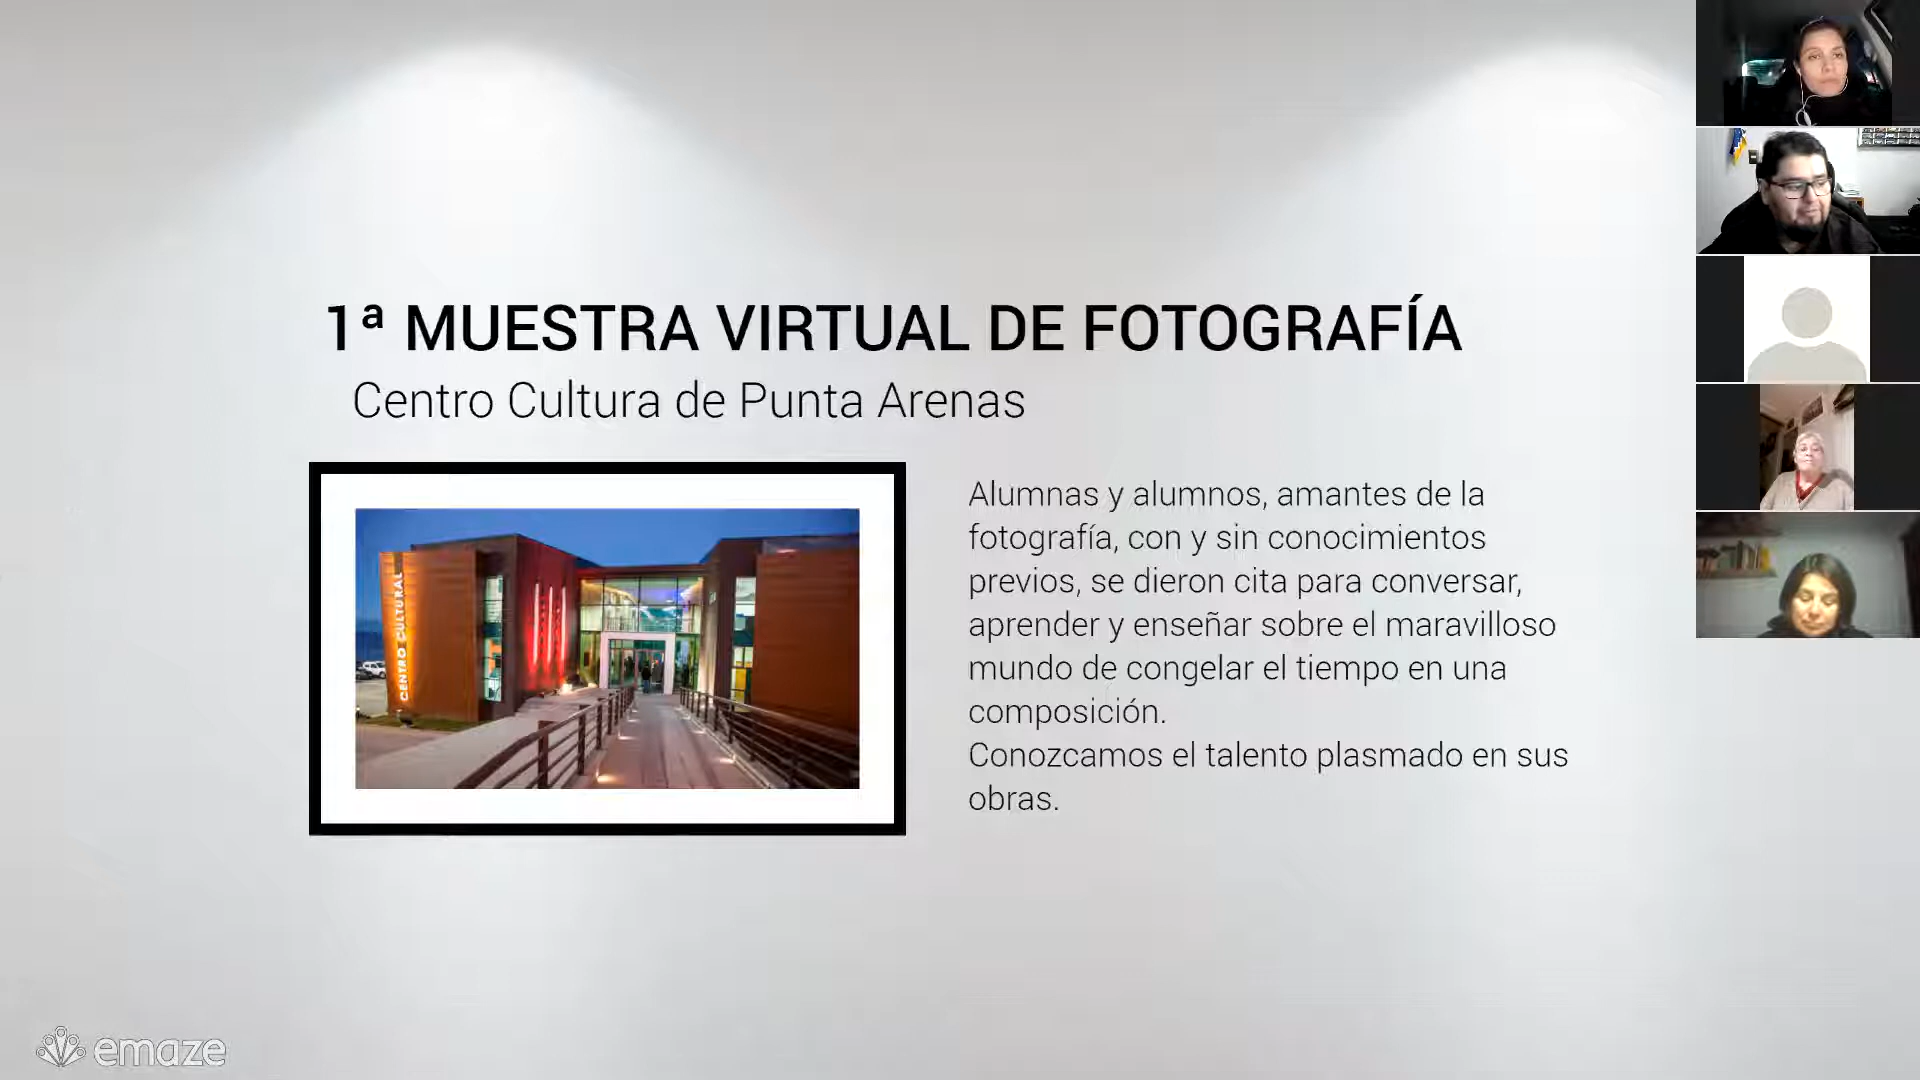 1ª MUESTRA VIRTUAL DE FOTOGRAFÍA
Centro Cultura de Punta Arenas
CENTRO CULTURAL
Alumnas y alumnos, amantes de la
fotografía, con y sin conocimientos
previos, se dieron cita para conversar,
aprender y enseñar sobre el maravilloso
mundo de congelar el tiempo en una
composición.
Conozcamos el talento plasmado en sus
obras.
emaze